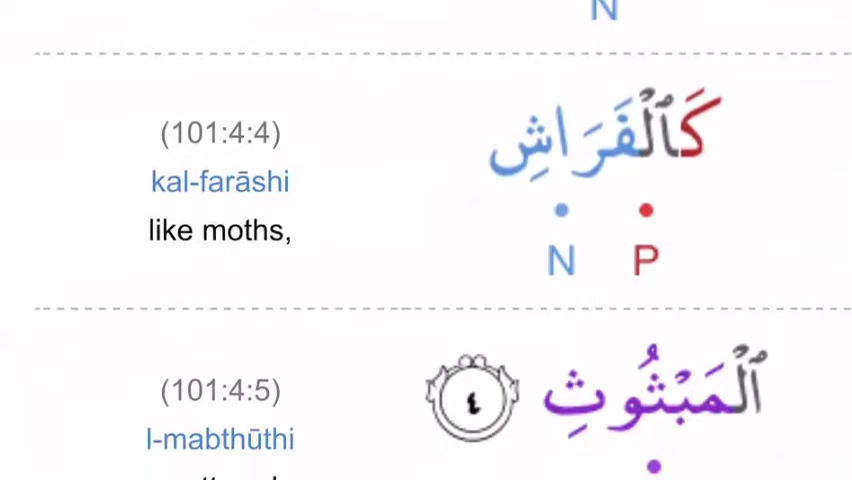 N
(101:4:4)
kal-farāshi
like moths,
كَٱلْفَرَاشِ
N P
(101:4:5)
l-mabthūthi
ٱلْمَبْثُوثِ ٤